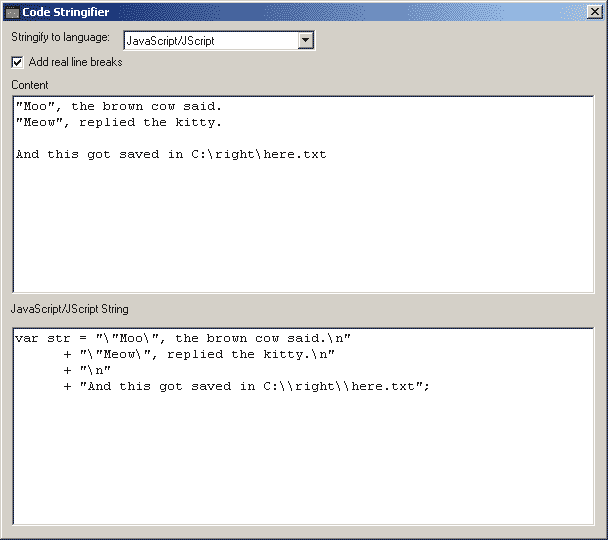 Code Stringifier
Stringify to language: JavaScript/JScript
Add real line breaks
Content
"Moo", the brown cow said.
"Meow", replied the kitty.

And this got saved in C:\right\here.txt
JavaScript/JScript String
var str = "\"Moo\", the brown cow said.\n"
      + "\"Meow\", replied the kitty.\n"
      + "\n"
      + "And this got saved in C:\\right\\here.txt";